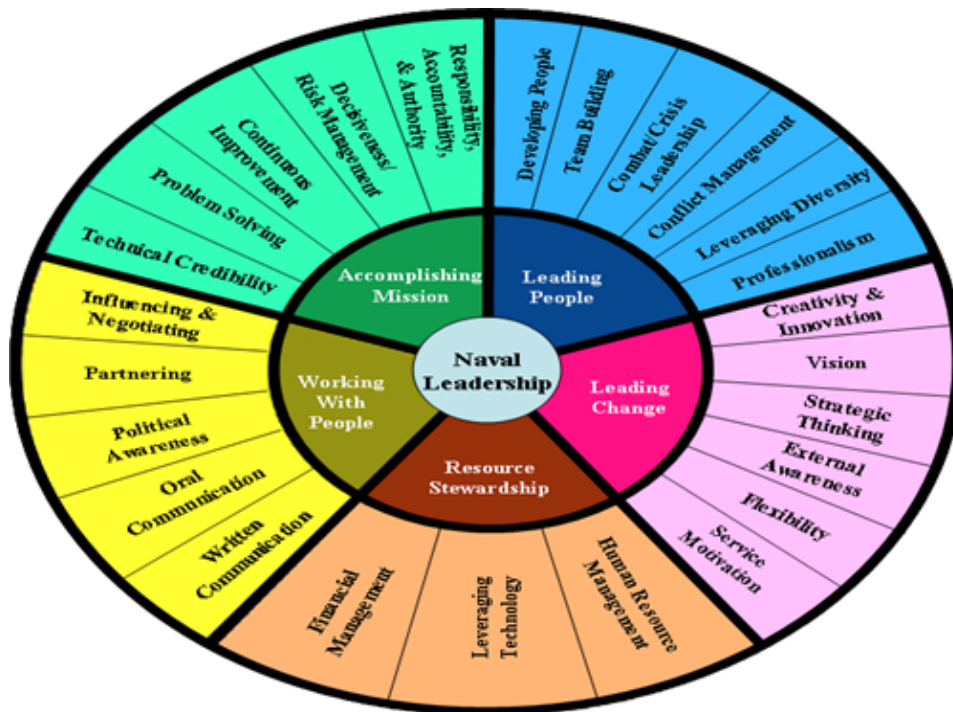 Naval
Leadership
Accomplishing
Mission
Leading
People
Leading
Change
Resource
Stewardship
Working
With
People
Developing People
Team Building
Combat/Crisis
Leadership
Conflict Management
Leveraging Diversity
Professionalism
Creativity &
Innovation
Vision
Strategic
Thinking
External
Awareness
Flexibility
Service
Motivation
Human Resource
Management
Leveraging
Technology
Financial
Management
Written
Communication
Oral
Communication
Political
Awareness
Partnering
Influencing &
Negotiating
Technical Credibility
Problem Solving
Continuous
Improvement
Decisiveness/
Risk Management
Responsibility,
Accountability,
& Authority